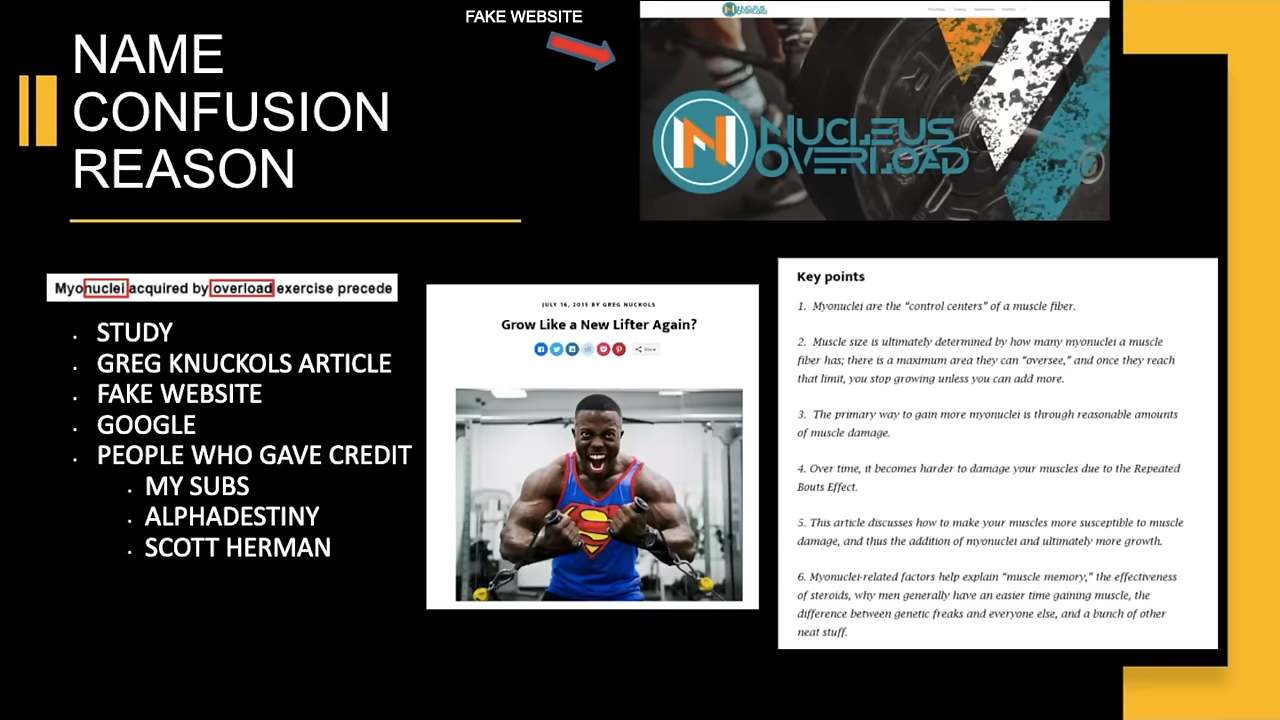 FAKE WEBSITE
NAME
CONFUSION
REASON
NUCLEUS
OVERLOAD
NUCLEUS
OVERLOAD
Myonuclei acquired by overload exercise precede
• STUDY
• GREG KNUCKOLS ARTICLE
• FAKE WEBSITE
• GOOGLE
• PEOPLE WHO GAVE CREDIT
• MY SUBS
• ALPHADESTINY
• SCOTT HERMAN
JULY 16, 2015 BY GREG NUCKOLS
Grow Like a New Lifter Again?
Share
Key points
1. Myonuclei are the “control centers” of a muscle fiber.
2. Muscle size is ultimately determined by how many myonuclei a muscle
fiber has; there is a maximum area they can “oversee,” and once they reach
that limit, you stop growing unless you can add more.
3. The primary way to gain more myonuclei is through reasonable amounts
of muscle damage.
4. Over time, it becomes harder to damage your muscles due to the Repeated
Bouts Effect.
5. This article discusses how to make your muscles more susceptible to muscle
damage, and thus the addition of myonuclei and ultimately more growth.
6. Myonuclei-related factors help explain “muscle memory,” the effectiveness
of steroids, why men generally have an easier time gaining muscle, the
difference between genetic freaks and everyone else, and a bunch of other
neat stuff.